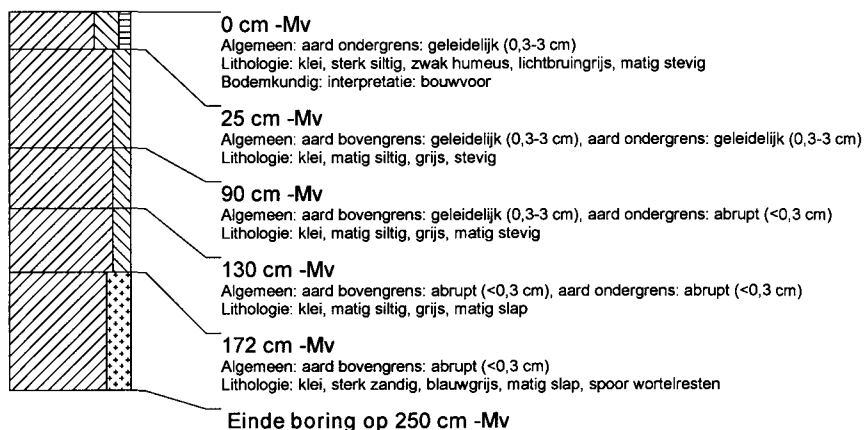 0 cm -Mv
Algemeen: aard ondergrens: geleidelijk (0,3-3 cm)
Lithologie: klei, sterk siltig, zwak humeus, lichtbruingrijs, matig stevig
Bodemkundig: interpretatie: bouwvoor
25 cm -Mv
Algemeen: aard bovengrens: geleidelijk (0,3-3 cm), aard ondergrens: geleidelijk (0,3-3 cm)
Lithologie: klei, matig siltig, grijs, stevig
90 cm -Mv
Algemeen: aard bovengrens: geleidelijk (0,3-3 cm), aard ondergrens: abrupt (<0,3 cm)
Lithologie: klei, matig siltig, grijs, matig stevig
130 cm -Mv
Algemeen: aard bovengrens: abrupt (<0,3 cm), aard ondergrens: abrupt (<0,3 cm)
Lithologie: klei, matig siltig, grijs, matig slap
172 cm -Mv
Algemeen: aard bovengrens: abrupt (<0,3 cm)
Lithologie: klei, sterk zandig, blauwgrijs, matig slap, spoor wortelresten
Einde boring op 250 cm -Mv